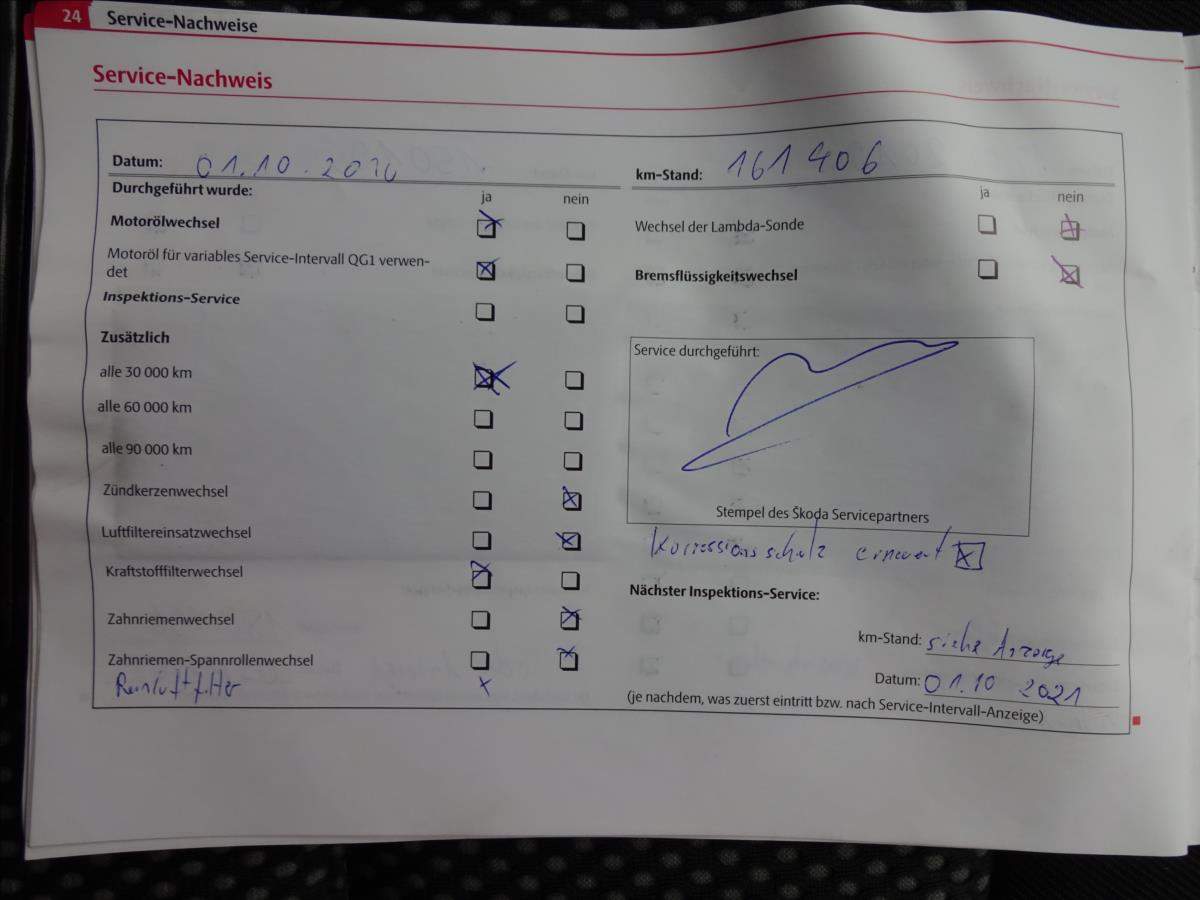 24 Service-Nachweise
Service-Nachweis
Datum: 01.10.2020
km-Stand: 161 406
Durchgeführt wurde:
ja nein
ja nein
Motorölwechsel
Motoröl für variables Service-Intervall QG1 verwen-
det
Inspektions-Service
Zusätzlich
alle 30 000 km
alle 60 000 km
alle 90 000 km
Zündkerzenwechsel
Luftfiltereinsatzwechsel
Kraftstofffilterwechsel
Zahnriemenwechsel
Zahnriemen-Spannrollenwechsel
Wechsel der Lambda-Sonde
Bremsflüssigkeitswechsel
Service durchgeführt:
Stempel des Škoda Servicepartners
erneuert
Nächster Inspektions-Service:
km-Stand: siehe Anzeige
Datum: 01.10 2021
(je nachdem, was zuerst eintritt bzw. nach Service-Intervall-Anzeige)